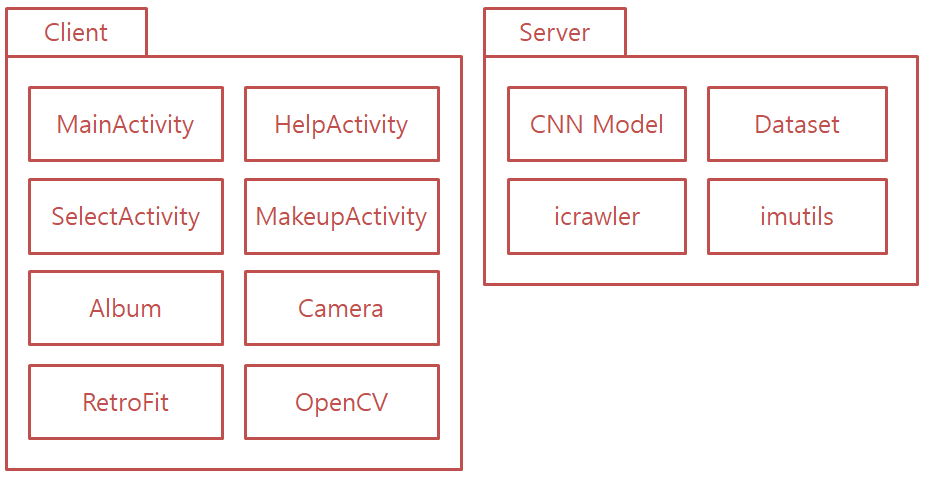 Client
MainActivity
HelpActivity
SelectActivity
MakeupActivity
Album
Camera
RetroFit
OpenCV
Server
CNN Model
Dataset
icrawler
imutils